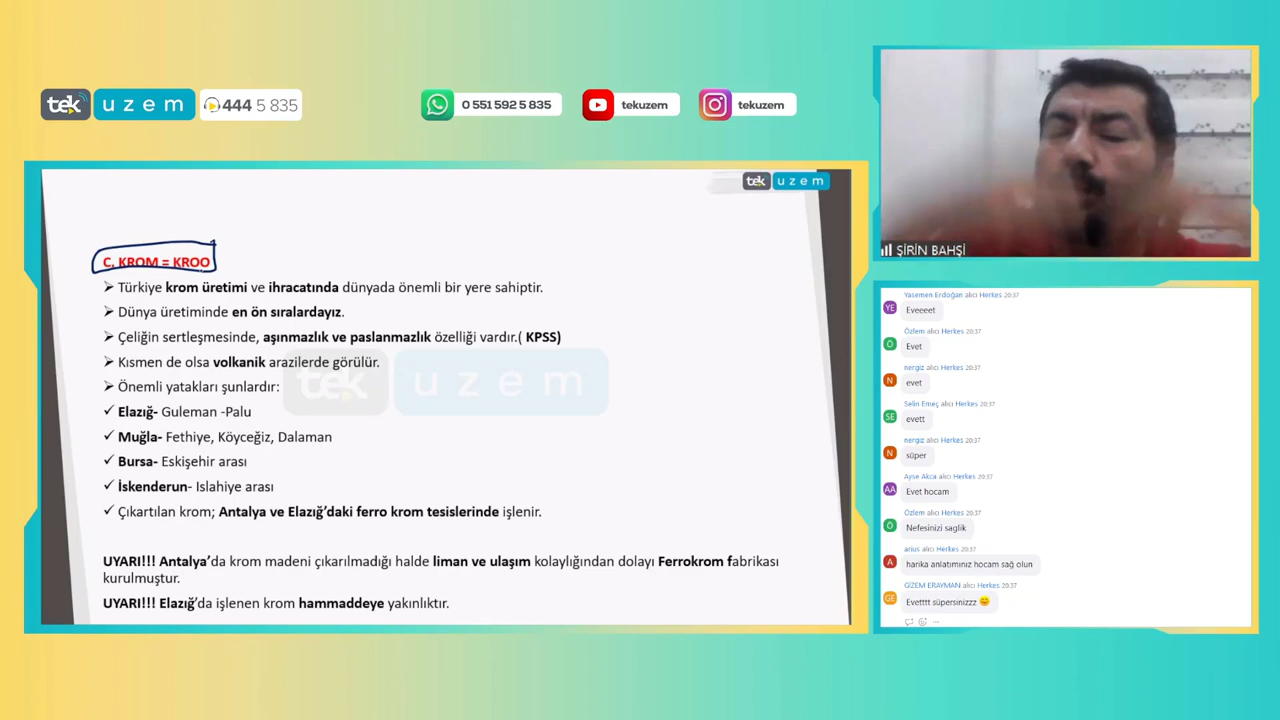 tek uzem 444 5 835
0 551 592 5 835
tekuzem
tekuzem
tek uzem
C. KROM = KROO
➢ Türkiye krom üretimi ve ihracatında dünyada önemli bir yere sahiptir.
➢ Dünya üretiminde en ön sıralardayız.
➢ Çeliğin sertleşmesinde, aşınmazlık ve paslanmazlık özelliği vardır.( KPSS)
➢ Kısmen de olsa volkanik arazilerde görülür.
➢ Önemli yatakları şunlardır:
✓ Elazığ- Guleman -Palu
✓ Muğla- Fethiye, Köyceğiz, Dalaman
✓ Bursa- Eskişehir arası
✓ İskenderun- Islahiye arası
✓ Çıkartılan krom; Antalya ve Elazığ'daki ferro krom tesislerinde işlenir.
UYARI!!! Antalya'da krom madeni çıkarılmadığı halde liman ve ulaşım kolaylığından dolayı Ferrokrom fabrikası
kurulmuştur.
UYARI!!! Elazığ'da işlenen krom hammaddeye yakınlıktır.
tek uzem
ŞİRİN BAHŞİ
Yasemen Erdoğan alıcı Herkes 20:37
YE Eveeeet
Özlem alıcı Herkes 20:37
Ö Evet
nergiz alıcı Herkes 20:37
N evet
Selin Emeç alıcı Herkes 20:37
SE evett
nergiz alıcı Herkes 20:37
N süper
Ayse Akca alıcı Herkes 20:37
AA Evet hocam
Özlem alıcı Herkes 20:37
Ö Nefesinizi saglik
arius alıcı Herkes 20:37
A harika anlatımınız hocam sağ olun
GİZEM ERAYMAN alıcı Herkes 20:37
GE Evetttt süpersınizzz 😊